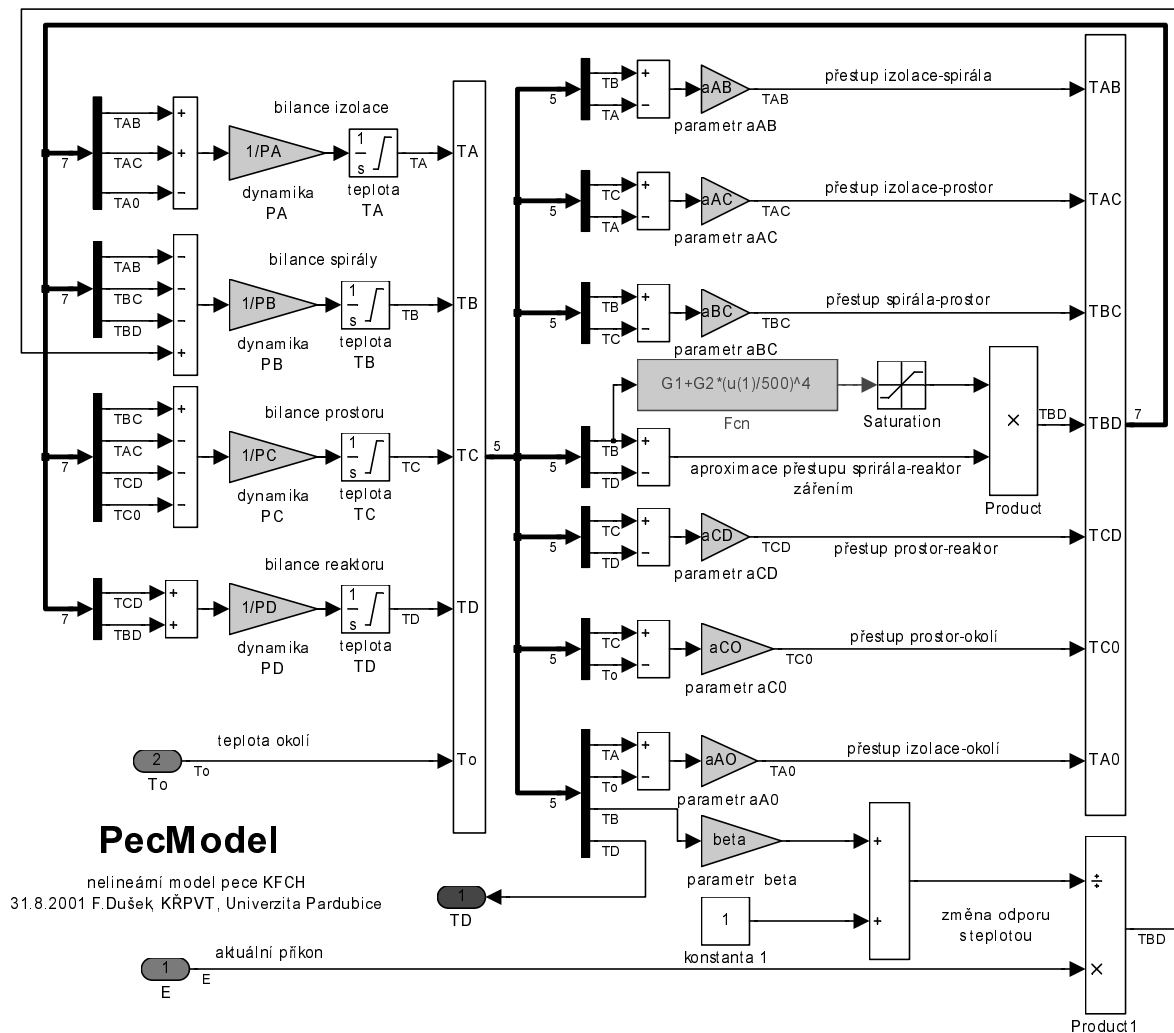 TAB
TAC
TA0
+
+
−
7
bilance izolace
1/PA
dynamika
PA
1
s
teplota
TA
TA
TA
TAB
TBC
TBD
−
−
−
+
7
bilance spirály
1/PB
dynamika
PB
1
s
teplota
TB
TB
TB
TBC
TAC
TCD
TC0
+
−
−
−
7
bilance prostoru
1/PC
dynamika
PC
1
s
teplota
TC
TC
TC
5
TCD
TBD
+
+
7
bilance reaktoru
1/PD
dynamika
PD
1
s
teplota
TD
TD
TD
teplota okolí
2
To
To
To
PecModel
nelineární model pece KFCH
31.8.2001 F.Dušek, KŘPVT, Univerzita Pardubice
1
TD
aktuální příkon
1
E
E
5
TB
TA
+
−
aAB
TAB
parametr aAB
přestup izolace-spirála
TAB
5
TC
TA
+
−
aAC
TAC
parametr aAC
přestup izolace-prostor
TAC
5
TB
TC
+
−
aBC
TBC
parametr aBC
přestup spirála-prostor
TBC
G1+G2*(u(1)/500)^4
Fcn
Saturation
5
TB
TD
+
−
aproximace přestupu sprirála-reaktor
zářením
×
Product
TBD
TBD
7
5
TC
TD
+
−
aCD
TCD
parametr aCD
přestup prostor-reaktor
TCD
5
TC
To
+
−
aCO
TC0
parametr aC0
přestup prostor-okolí
TC0
5
TA
To
TB
TD
+
−
aAO
TA0
parametr aA0
přestup izolace-okolí
TA0
beta
parametr beta
1
konstanta 1
+
+
změna odporu
s teplotou
÷
×
Product1
TBD